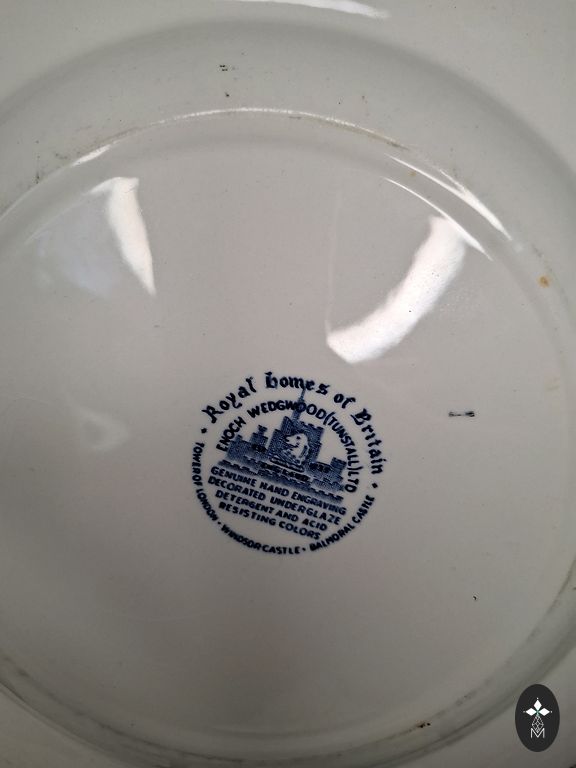 Royal homes of Britain
ENOCH WEDGWOOD (TUNSTALL) LTD
ENGLAND
GENUINE HAND ENGRAVING
DECORATED UNDERGLAZE
DETERGENT AND ACID
RESISTING COLORS
TOWER OF LONDON · WINDSOR CASTLE · BALMORAL CASTLE
M